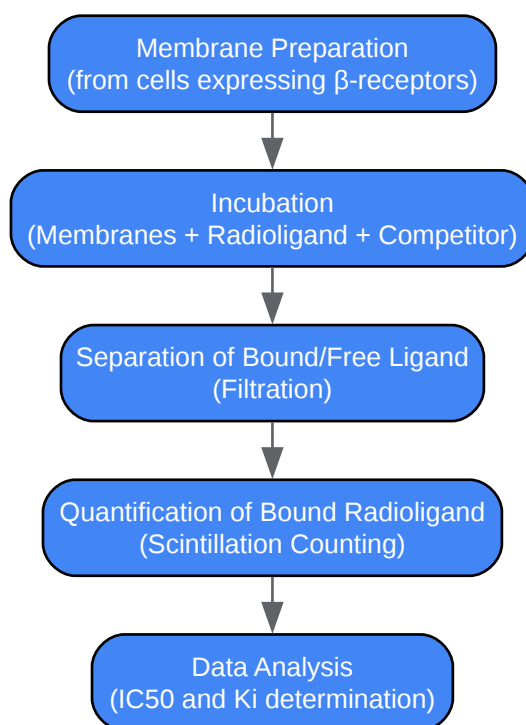 Membrane Preparation
(from cells expressing β-receptors)
Incubation
(Membranes + Radioligand + Competitor)
Separation of Bound/Free Ligand
(Filtration)
Quantification of Bound Radioligand
(Scintillation Counting)
Data Analysis
(IC50 and Ki determination)